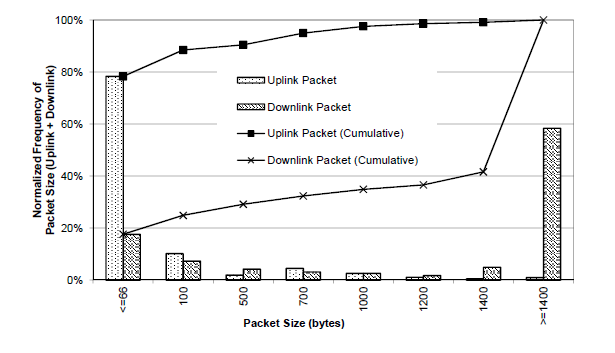 100%
80%
60%
40%
20%
0%
Normalized Frequency of
Packet Size (Uplink + Downlink)
Uplink Packet
Downlink Packet
Uplink Packet (Cumulative)
Downlink Packet (Cumulative)
<=66
100
500
700
1000
1200
1400
>=1400
Packet Size (bytes)